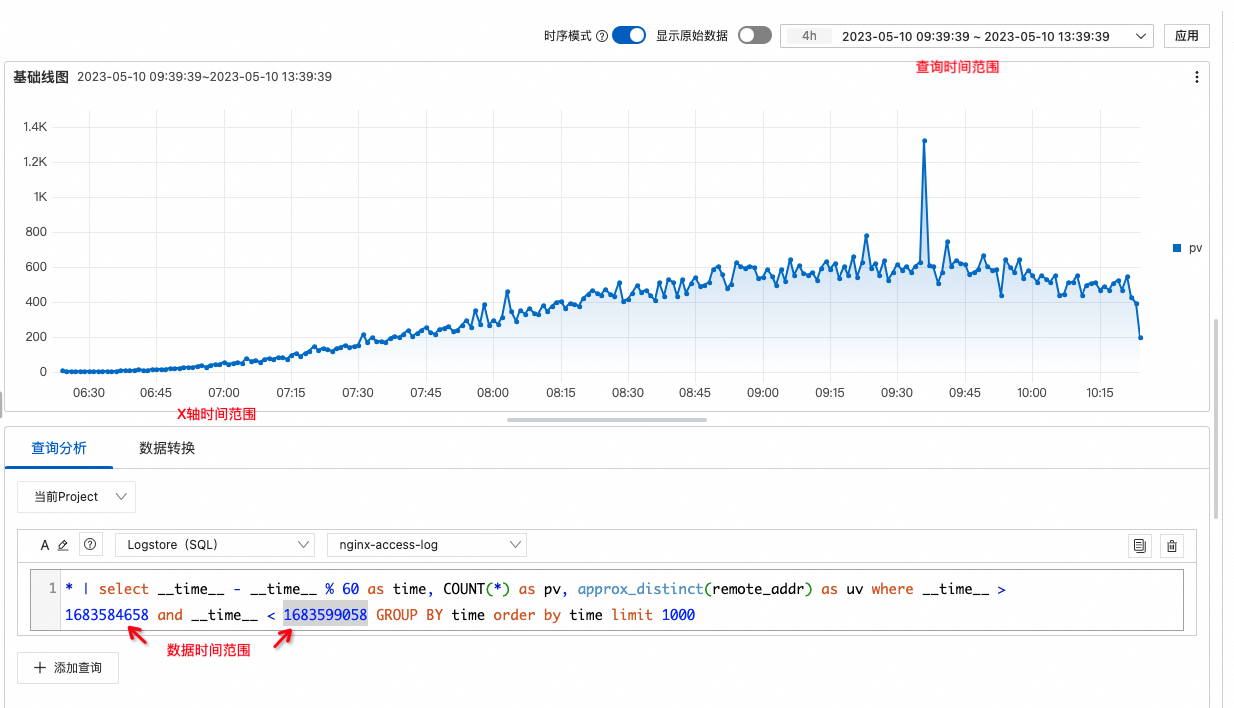 时序模式 显示原始数据 4h 2023-05-10 09:39:39 ~ 2023-05-10 13:39:39 应用
查询时间范围
基础线图 2023-05-10 09:39:39~2023-05-10 13:39:39
1.4K
1.2K
1K
800
600
400
200
0
pv
06:30 06:45 07:00 07:15 07:30 07:45 08:00 08:15 08:30 08:45 09:00 09:15 09:30 09:45 10:00 10:15
X轴时间范围
查询分析 数据转换
当前Project
A Logstore (SQL) nginx-access-log
1 * | select __time__ - __time__ % 60 as time, COUNT(*) as pv, approx_distinct(remote_addr) as uv where __time__ >
1683584658 and __time__ < 1683599058 GROUP BY time order by time limit 1000
数据时间范围
+ 添加查询